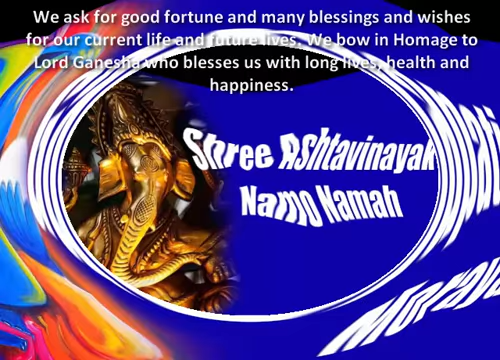 We ask for good fortune and many blessings and wishes
for our current life and future lives. We bow in Homage to
Lord Ganesha who blesses us with long lives, health and
happiness.
Shree Ashtavinayak
Namo Namah